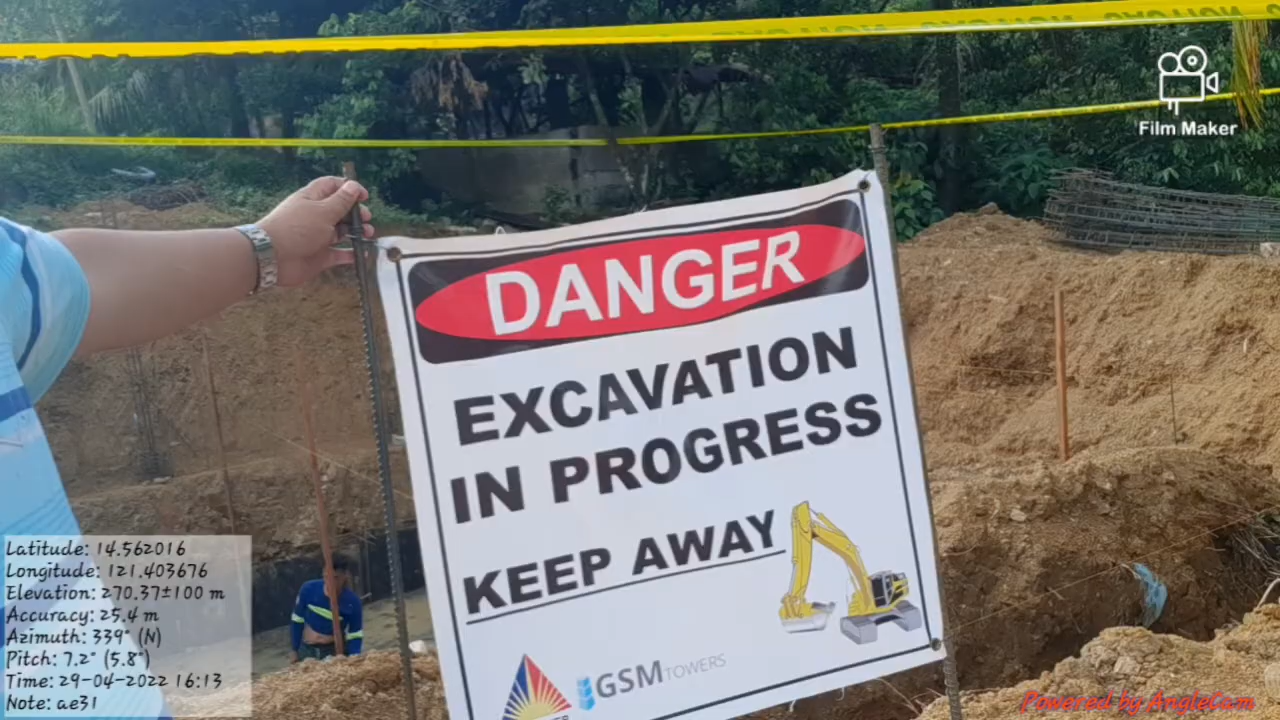 Film Maker
DANGER
EXCAVATION
IN PROGRESS
KEEP AWAY
GSM TOWERS
Latitude: 14.562016
Longitude: 121.403676
Elevation: 270.37±100 m
Accuracy: 25.4 m
Azimuth: 339° (N)
Pitch: 7.2° (5.8°)
Time: 29-04-2022 16:13
Note: ae31
Powered by AngleCam